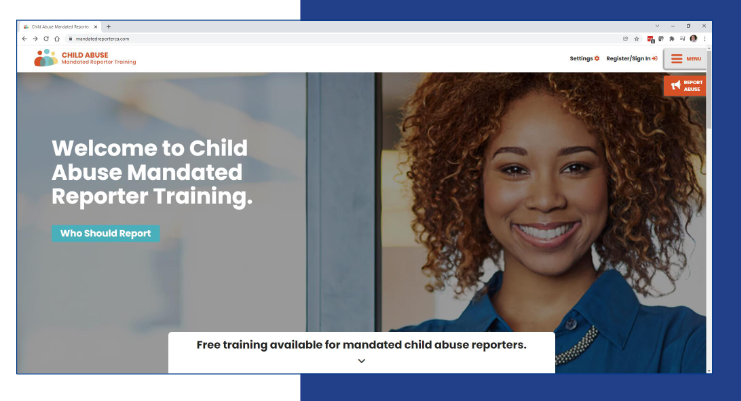 Child Abuse Mandated Reporte
mandatedreporterca.com
CHILD ABUSE
Mandated Reporter Training
Settings
Register/Sign In
MENU
REPORT
ABUSE
Welcome to Child
Abuse Mandated
Reporter Training.
Who Should Report
Free training available for mandated child abuse reporters.